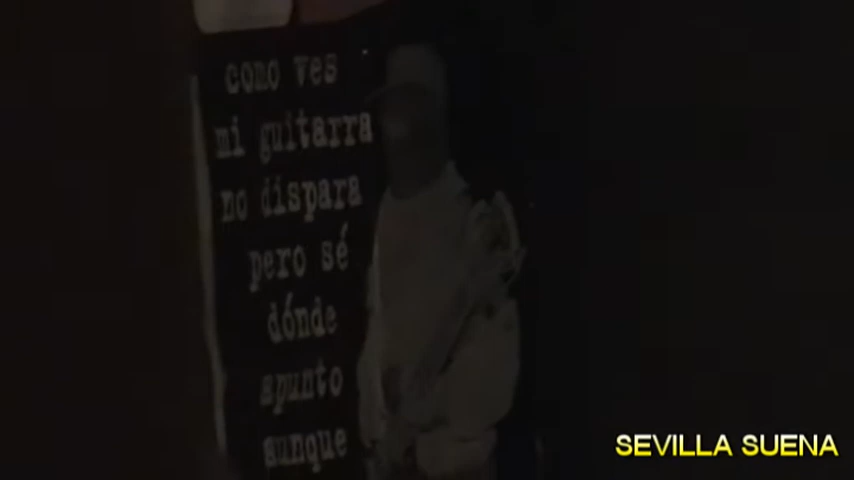 como ves
mi guitarra
no dispara
pero sé
dónde
apunto
aunque
SEVILLA SUENA